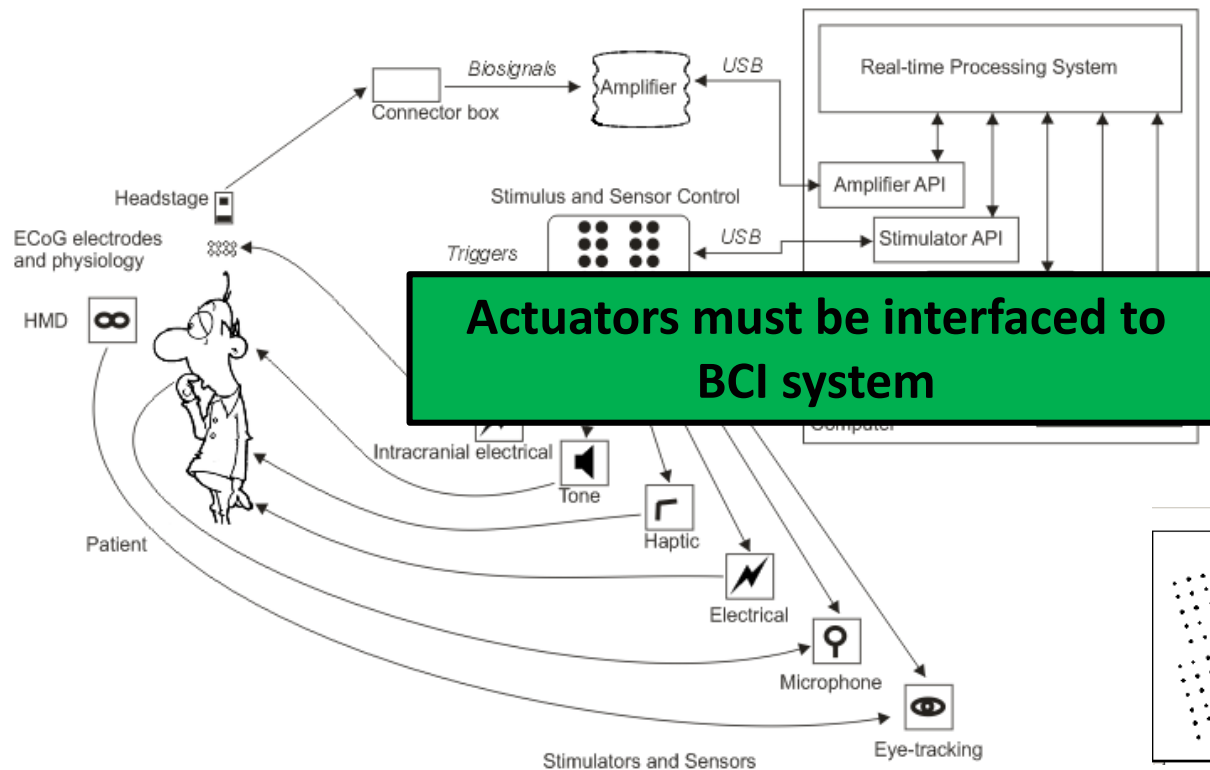 Biosignals
USB
Real-time Processing System
Amplifier
Connector box
Headstage
Stimulus and Sensor Control
Amplifier API
ECoG electrodes
and physiology
Triggers
USB
Stimulator API
HMD
Actuators must be interfaced to
BCI system
Computer
Intracranial electrical
Tone
Patient
Haptic
Electrical
Microphone
Eye-tracking
Stimulators and Sensors